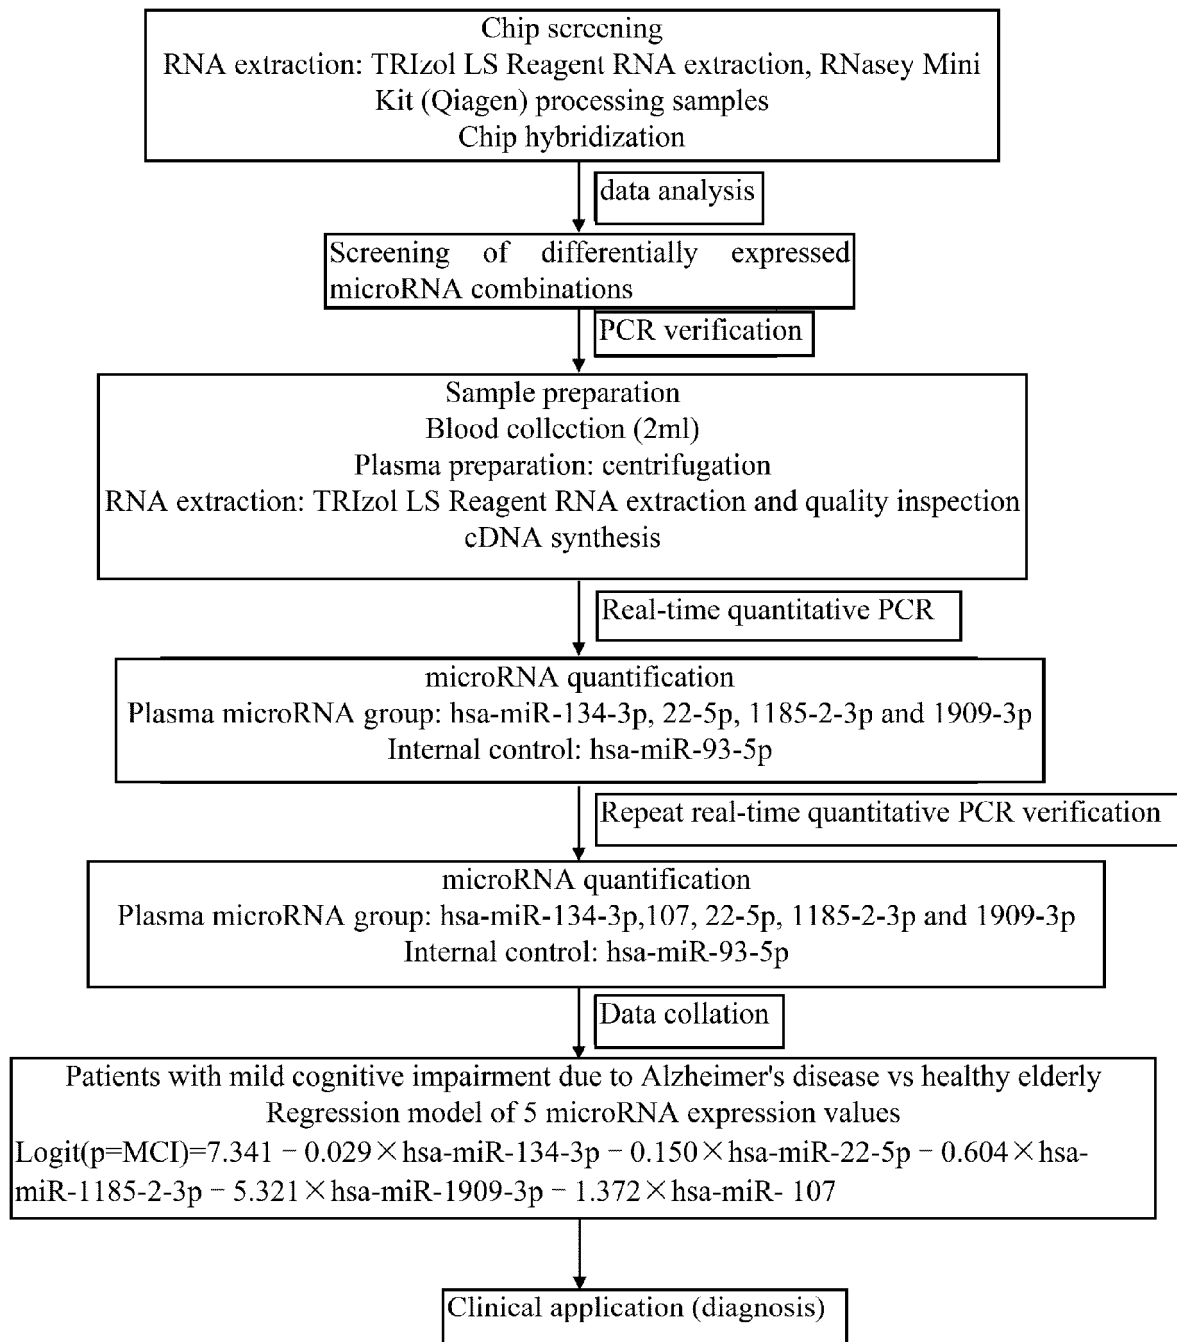 Chip screening
RNA extraction: TRIzol LS Reagent RNA extraction, RNasey Mini
Kit (Qiagen) processing samples
Chip hybridization
data analysis
Screening of differentially expressed
microRNA combinations
PCR verification
Sample preparation
Blood collection (2ml)
Plasma preparation: centrifugation
RNA extraction: TRIzol LS Reagent RNA extraction and quality inspection
cDNA synthesis
Real-time quantitative PCR
microRNA quantification
Plasma microRNA group: hsa-miR-134-3p, 22-5p, 1185-2-3p and 1909-3p
Internal control: hsa-miR-93-5p
Repeat real-time quantitative PCR verification
microRNA quantification
Plasma microRNA group: hsa-miR-134-3p,107, 22-5p, 1185-2-3p and 1909-3p
Internal control: hsa-miR-93-5p
Data collation
Patients with mild cognitive impairment due to Alzheimer's disease vs healthy elderly
Regression model of 5 microRNA expression values
Logit(p=MCI)=7.341－0.029×hsa-miR-134-3p－0.150×hsa-miR-22-5p－0.604×hsa-
miR-1185-2-3p－5.321×hsa-miR-1909-3p－1.372×hsa-miR- 107
Clinical application (diagnosis)